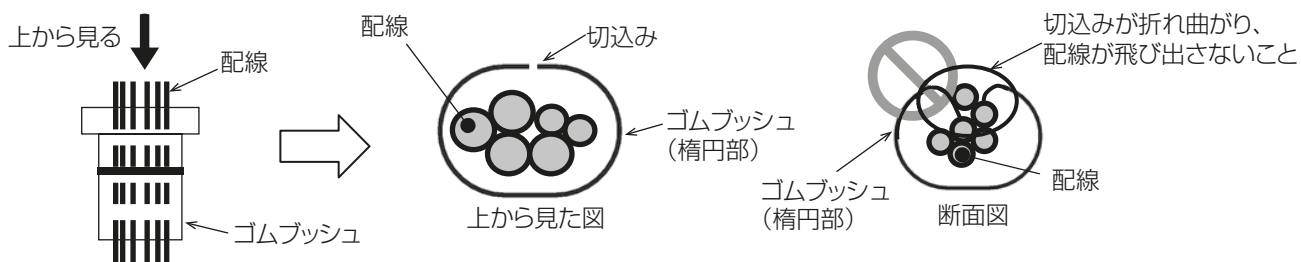 上から見る
配線
ゴムブッシュ
配線
切込み
ゴムブッシュ
（楕円部）
上から見た図
切込みが折れ曲がり、
配線が飛び出さないこと
ゴムブッシュ
（楕円部）
配線
断面図